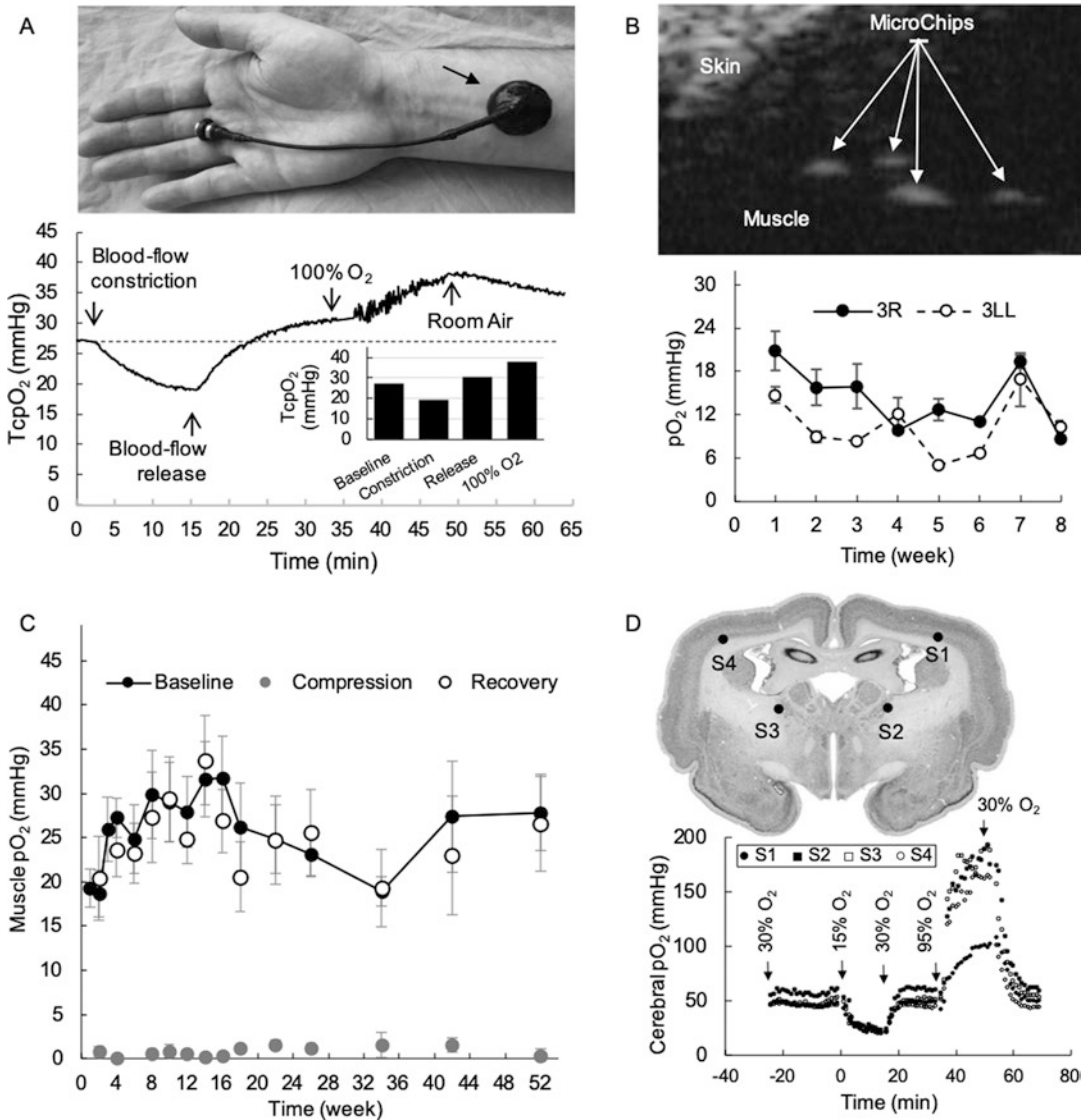 A
45
40
35
30
25
20
15
10
5
0
TcpO₂ (mmHg)
Blood-flow
constriction
100% O₂
Room Air
Blood-flow
release
TcpO₂
(mmHg)
40
30
20
10
0
Baseline
Constriction
Release
100% O2
0 5 10 15 20 25 30 35 40 45 50 55 60 65
Time (min)
B
MicroChips
Skin
Muscle
3R 3LL
30
24
18
12
6
0
pO₂ (mmHg)
0 1 2 3 4 5 6 7 8
Time (week)
C
45
40
35
30
25
20
15
10
5
0
Muscle pO₂ (mmHg)
Baseline Compression Recovery
0 4 8 12 16 20 24 28 32 36 40 44 48 52
Time (week)
D
S4 S1
S3 S2
30% O₂
200
150
100
50
0
Cerebral pO₂ (mmHg)
S1 S2 S3 S4
30% O₂
15% O₂
30% O₂
95% O₂
-40 -20 0 20 40 60 80
Time (min)